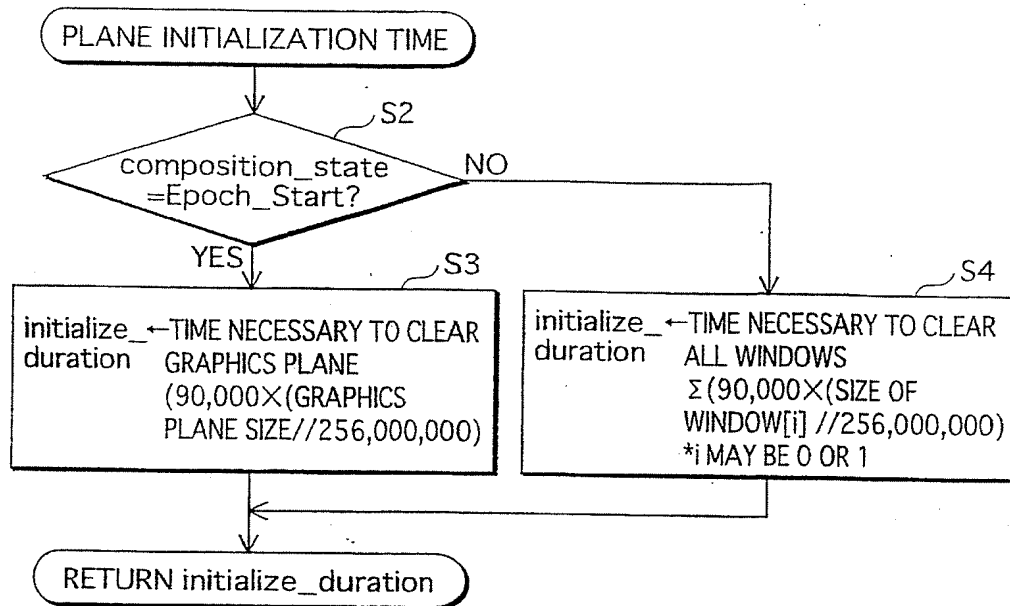 PLANE INITIALIZATION TIME
S2
composition_state
=Epoch_Start?
NO
YES
S3
initialize_←TIME NECESSARY TO CLEAR
duration GRAPHICS PLANE
(90,000×(GRAPHICS
PLANE SIZE//256,000,000)
S4
initialize_←TIME NECESSARY TO CLEAR
duration ALL WINDOWS
Σ(90,000×(SIZE OF
WINDOW[i] //256,000,000)
*i MAY BE 0 OR 1
RETURN initialize_duration